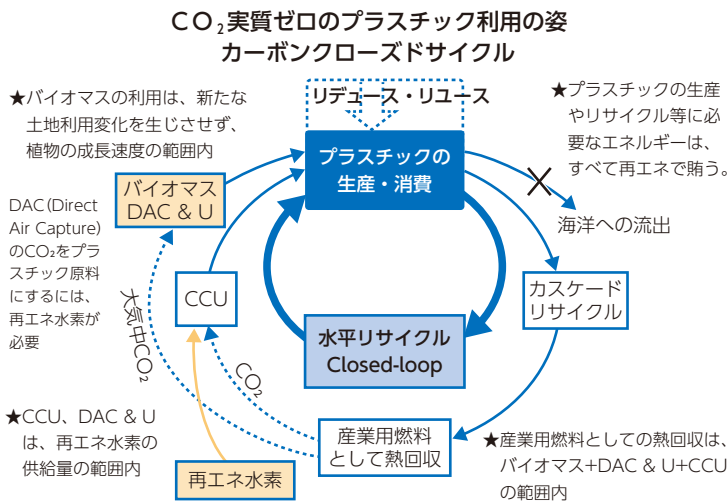 CO₂実質ゼロのプラスチック利用の姿
カーボンクローズドサイクル
★バイオマスの利用は、新たな
土地利用変化を生じさせず、
植物の成長速度の範囲内
リデュース・リユース
★プラスチックの生産
やリサイクル等に必
要なエネルギーは、
すべて再エネで賄う。
プラスチックの
生産・消費
バイオマス
DAC & U
海洋への流出
DAC(Direct
Air Capture)
のCO₂をプラ
スチック原料
にするには、
再エネ水素が
必要
CCU
カスケード
リサイクル
大気中CO₂
水平リサイクル
Closed-loop
CO₂
★CCU、DAC & U
は、再エネ水素の
供給量の範囲内
産業用燃料
として熱回収
★産業用燃料としての熱回収は、
バイオマス+DAC & U+CCU
の範囲内
再エネ水素